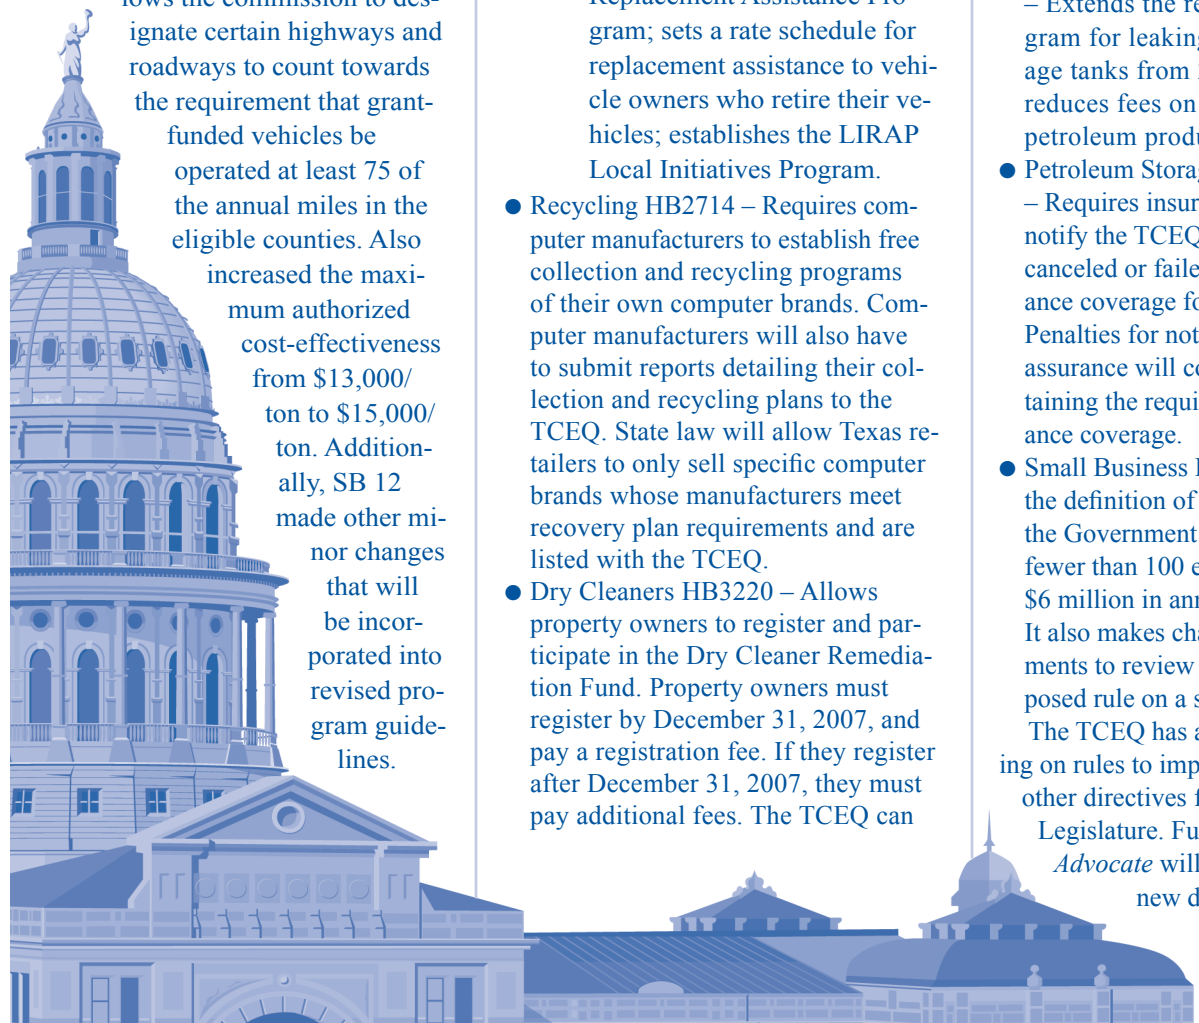 lows the commission to des-
ignate certain highways and
roadways to count towards
the requirement that grant-
funded vehicles be
operated at least 75 of
the annual miles in the
eligible counties. Also
increased the maxi-
mum authorized
cost-effectiveness
from $13,000/
ton to $15,000/
ton. Addition-
ally, SB 12
made other mi-
nor changes
that will
be incor-
porated into
revised pro-
gram guide-
lines.
Replacement Assistance Pro-
gram; sets a rate schedule for
replacement assistance to vehi-
cle owners who retire their ve-
hicles; establishes the LIRAP
Local Initiatives Program.
● Recycling HB2714 – Requires com-
puter manufacturers to establish free
collection and recycling programs
of their own computer brands. Com-
puter manufacturers will also have
to submit reports detailing their col-
lection and recycling plans to the
TCEQ. State law will allow Texas re-
tailers to only sell specific computer
brands whose manufacturers meet
recovery plan requirements and are
listed with the TCEQ.
● Dry Cleaners HB3220 – Allows
property owners to register and par-
ticipate in the Dry Cleaner Remedia-
tion Fund. Property owners must
register by December 31, 2007, and
pay a registration fee. If they register
after December 31, 2007, they must
pay additional fees. The TCEQ can
– Extends the re
gram for leaking
age tanks from
reduces fees on
petroleum produ
● Petroleum Storag
– Requires insur
notify the TCEQ
canceled or faile
ance coverage fo
Penalties for not
assurance will co
taining the requi
ance coverage.
● Small Business
the definition of
the Government
fewer than 100 e
$6 million in ann
It also makes cha
ments to review
posed rule on a s
The TCEQ has a
ing on rules to imp
other directives f
Legislature. Fu
Advocate will
new d